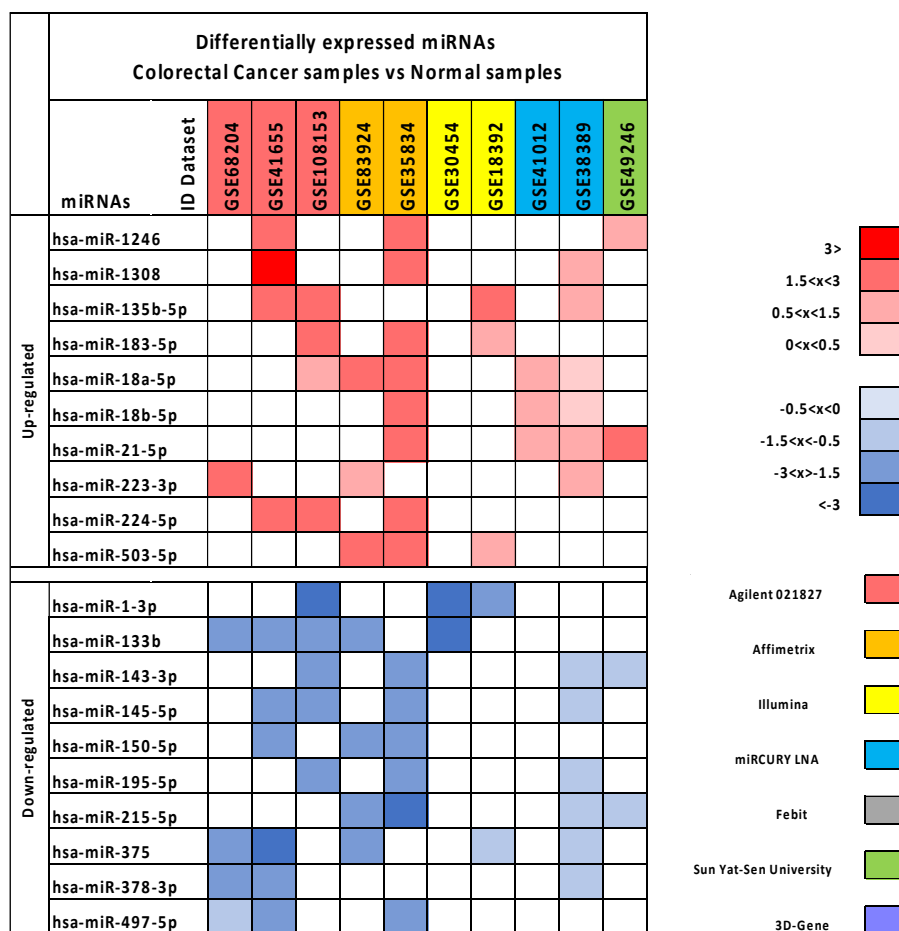 Differentially expressed miRNAs
Colorectal Cancer samples vs Normal samples
miRNAs
ID Dataset
GSE68204
GSE41655
GSE108153
GSE83924
GSE35834
GSE30454
GSE18392
GSE41012
GSE38389
GSE49246
Up-regulated
hsa-miR-1246
hsa-miR-1308
hsa-miR-135b-5p
hsa-miR-183-5p
hsa-miR-18a-5p
hsa-miR-18b-5p
hsa-miR-21-5p
hsa-miR-223-3p
hsa-miR-224-5p
hsa-miR-503-5p
Down-regulated
hsa-miR-1-3p
hsa-miR-133b
hsa-miR-143-3p
hsa-miR-145-5p
hsa-miR-150-5p
hsa-miR-195-5p
hsa-miR-215-5p
hsa-miR-375
hsa-miR-378-3p
hsa-miR-497-5p
3>
1.5<x<3
0.5<x<1.5
0<x<0.5
-0.5<x<0
-1.5<x<-0.5
-3<x>-1.5
<-3
Agilent 021827
Affimetrix
Illumina
miRCURY LNA
Febit
Sun Yat-Sen University
3D-Gene